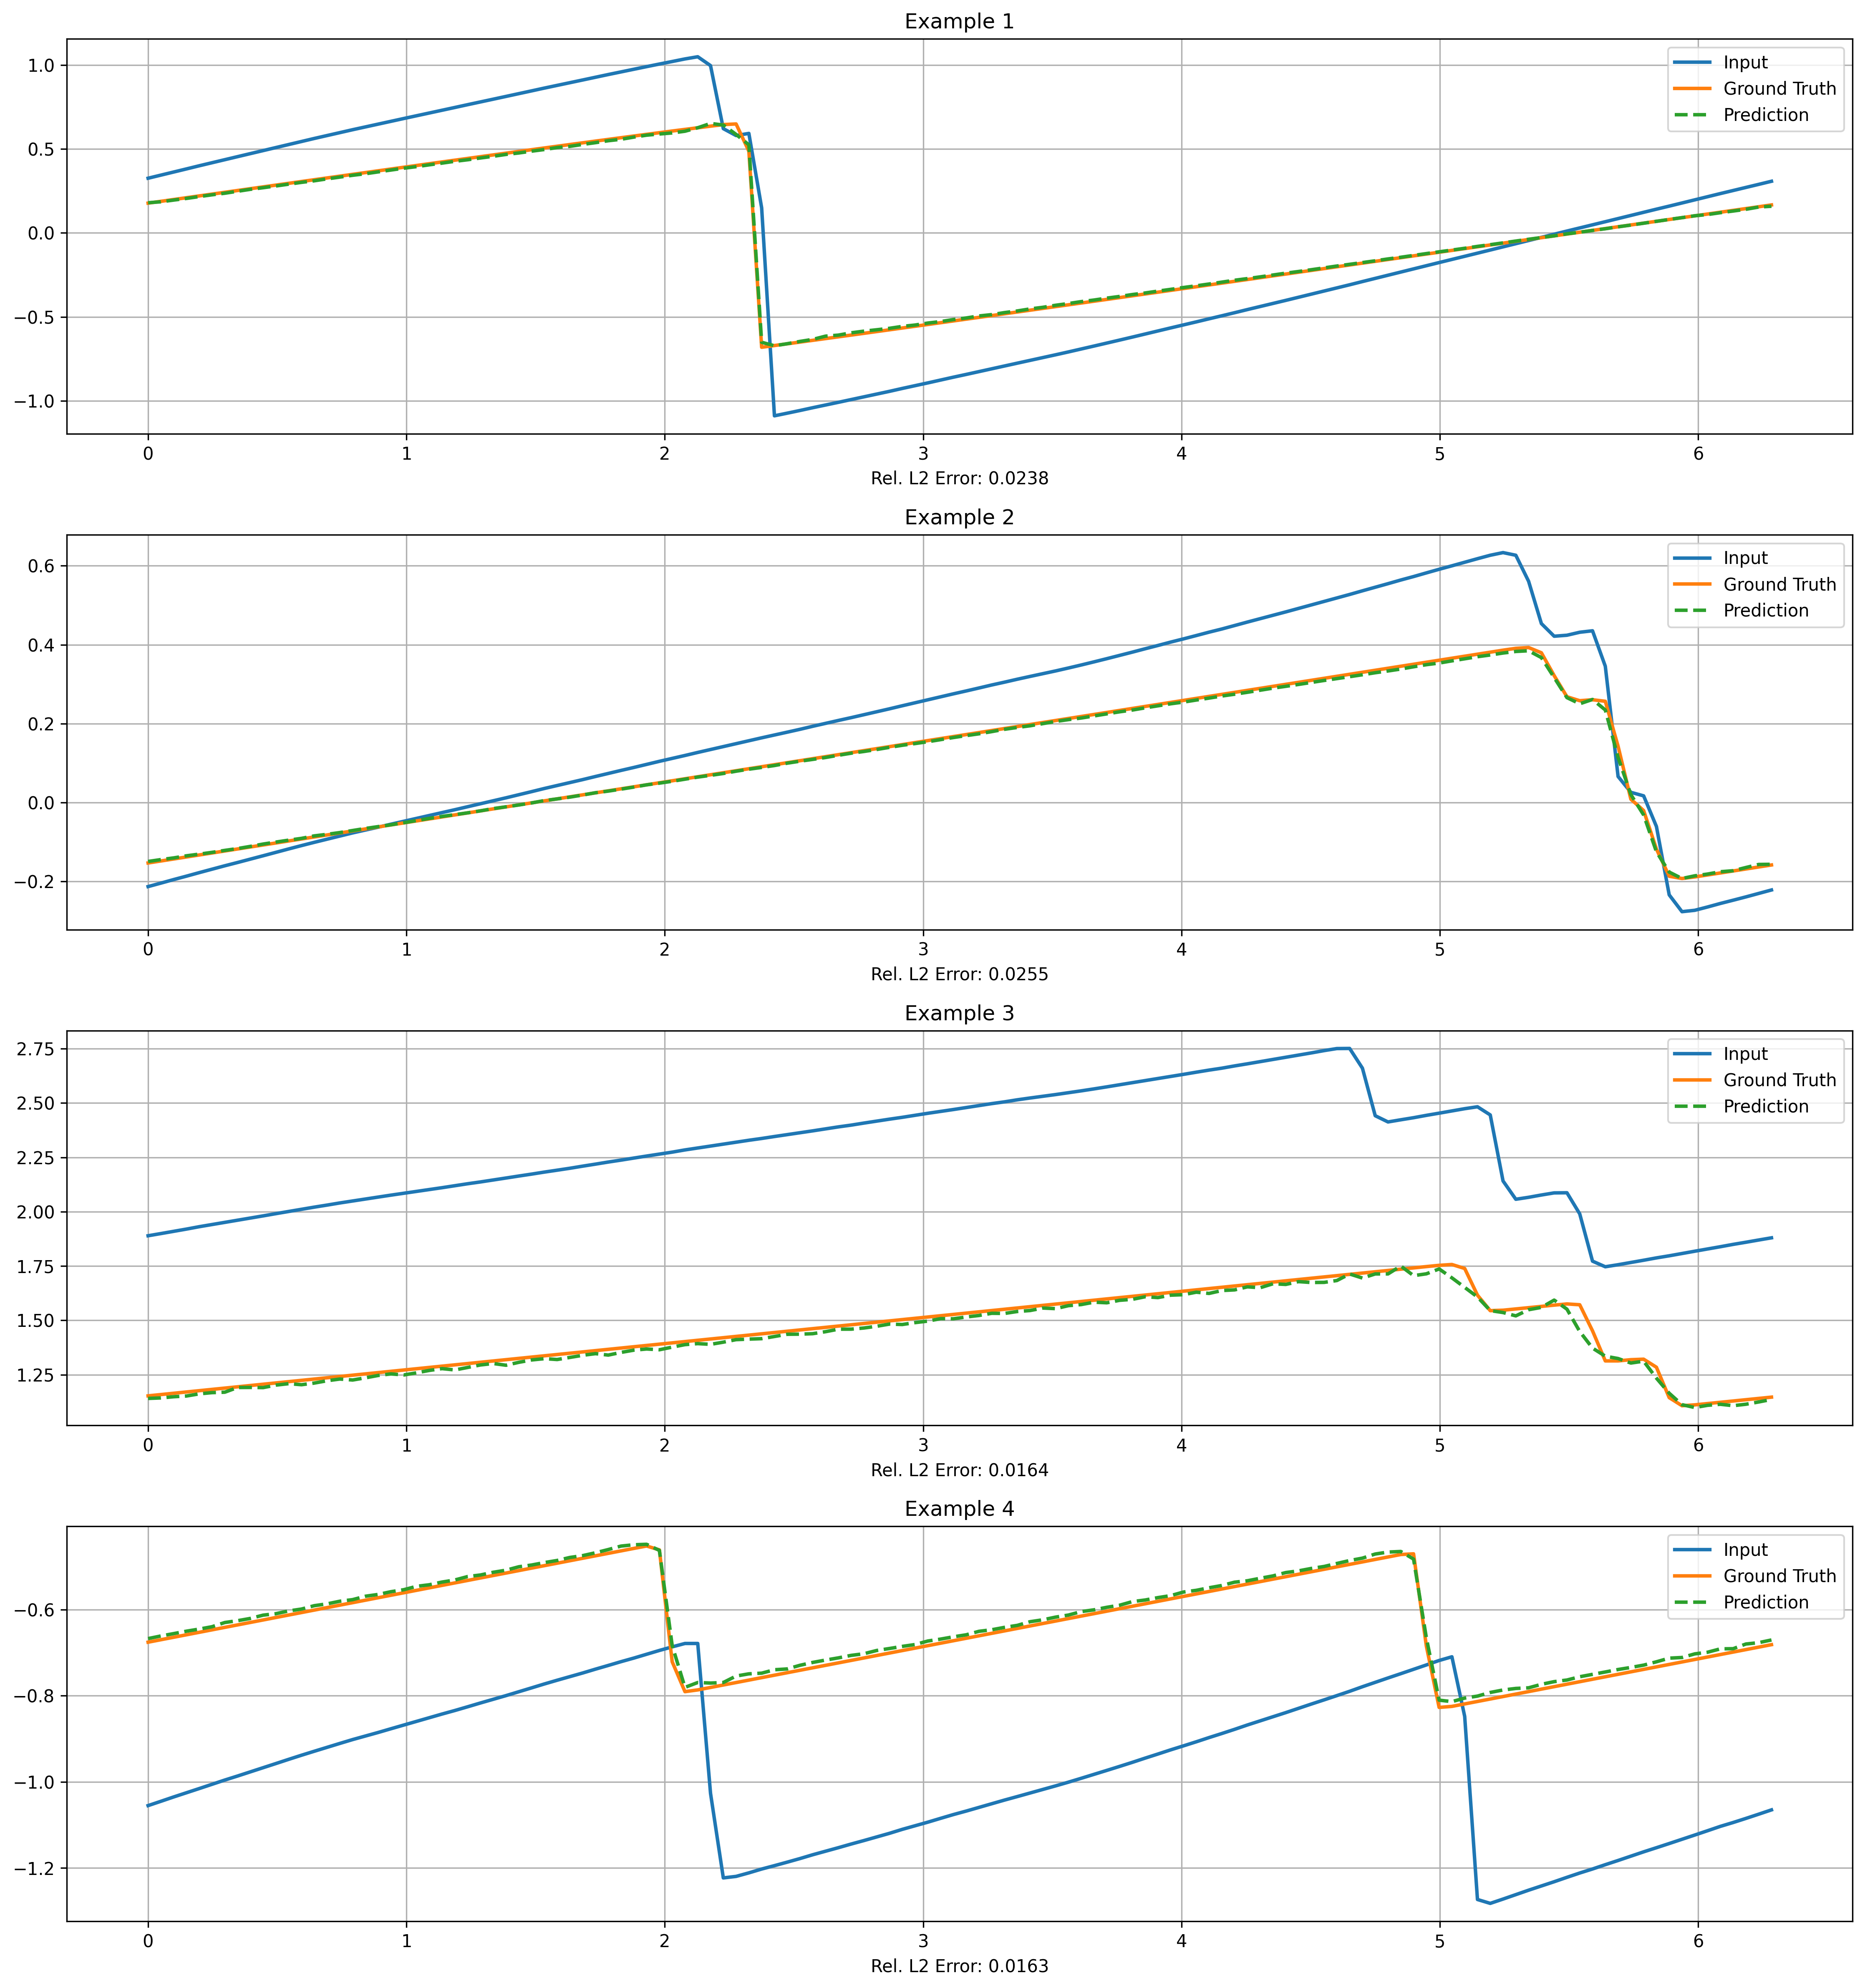 Example 1
1.0
0.5
0.0
−0.5
−1.0
Input
Ground Truth
Prediction
0 1 2 3 4 5 6
Rel. L2 Error: 0.0238
Example 2
0.6
0.4
0.2
0.0
−0.2
Input
Ground Truth
Prediction
0 1 2 3 4 5 6
Rel. L2 Error: 0.0255
Example 3
2.75
2.50
2.25
2.00
1.75
1.50
1.25
Input
Ground Truth
Prediction
0 1 2 3 4 5 6
Rel. L2 Error: 0.0164
Example 4
−0.6
−0.8
−1.0
−1.2
Input
Ground Truth
Prediction
0 1 2 3 4 5 6
Rel. L2 Error: 0.0163